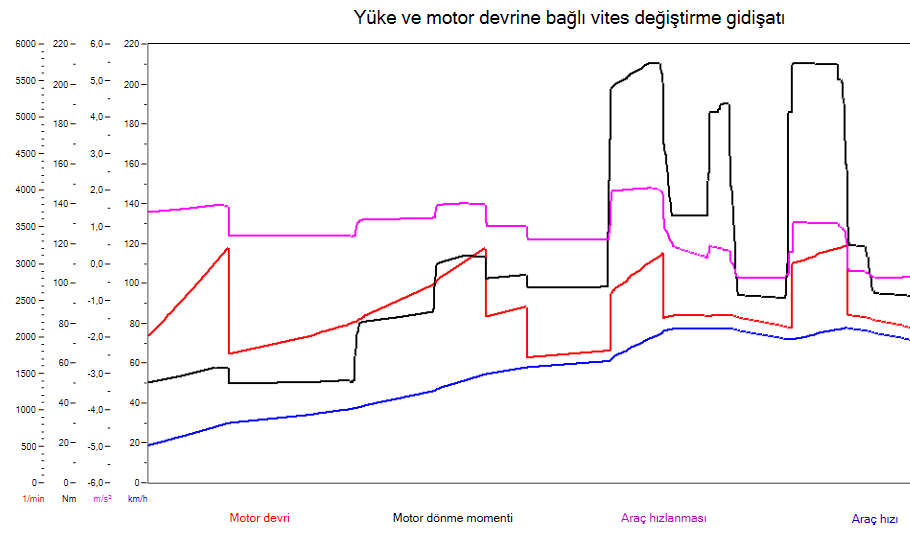 Yüke ve motor devrine bağlı vites değiştirme gidişatı
6000 220 6,0 220
5500 200 5,0 200
5000 180 4,0 180
4500 160 3,0 160
4000 140 2,0 140
3500 120 1,0 120
3000 100 0,0 100
2500 80 -1,0 80
2000 60 -2,0 60
1500 40 -3,0 40
1000 20 -4,0 20
500 0 -5,0 0
0 -6,0
1/min Nm m/s² km/h
Motor devri Motor dönme momenti Araç hızlanması Araç hızı